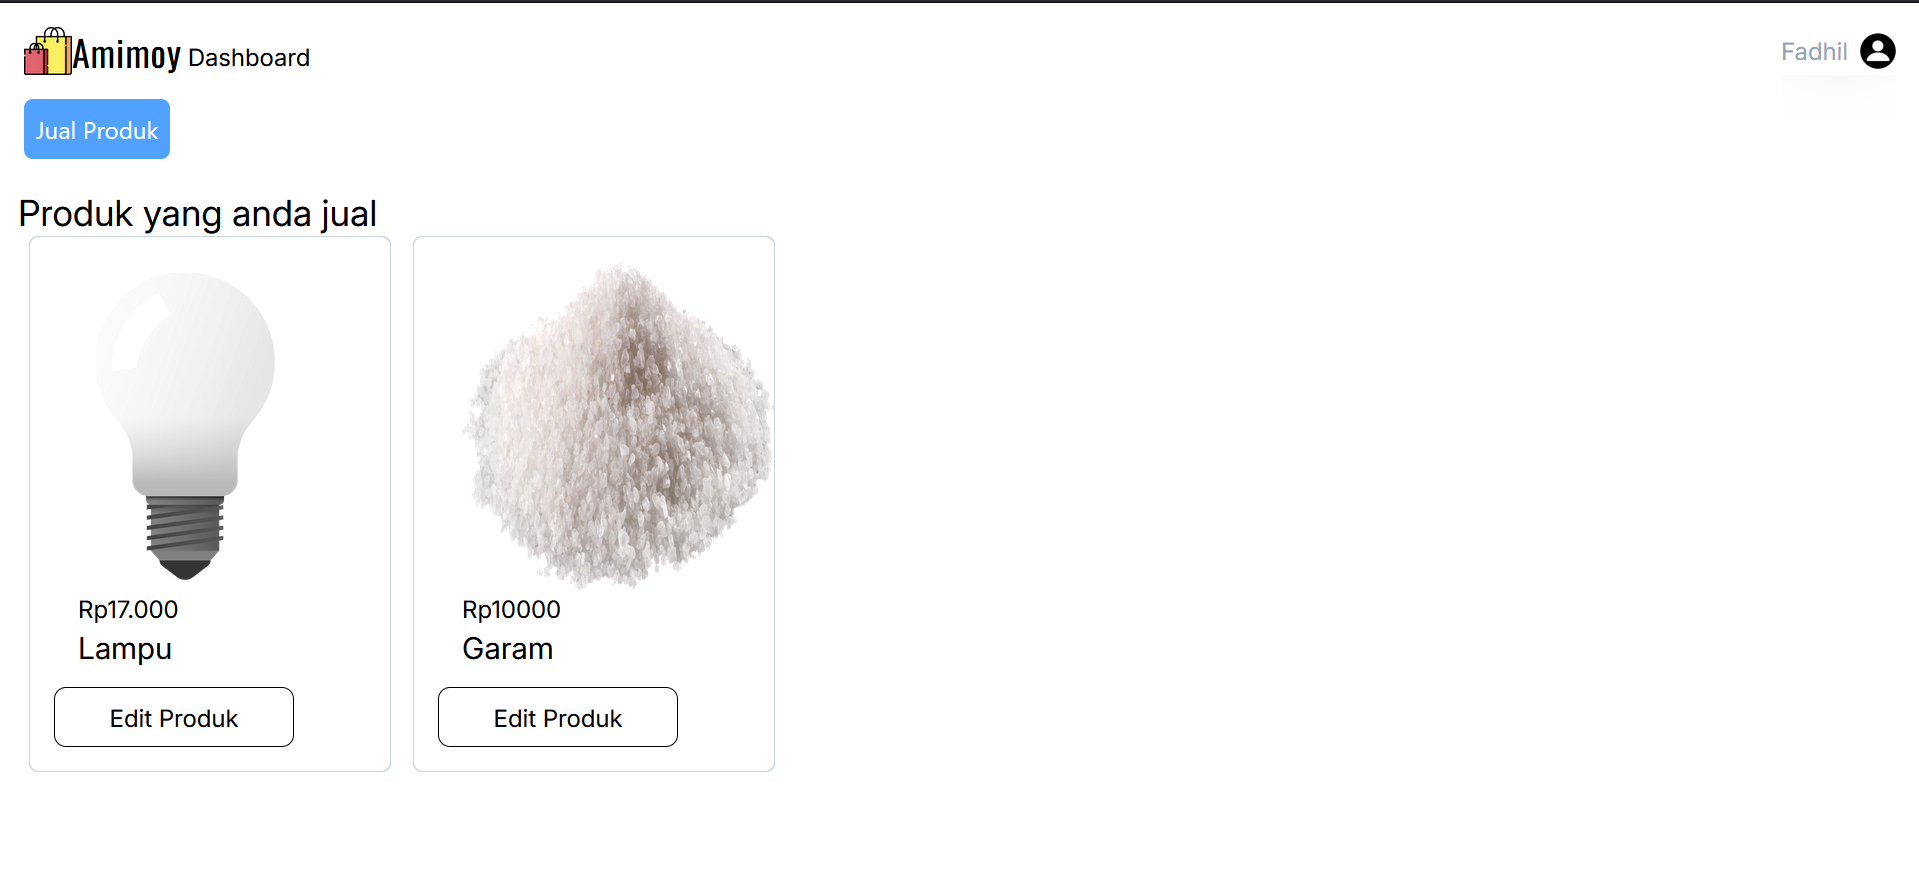 Amimoy Dashboard
Fadhil
Jual Produk
Produk yang anda jual
Rp17.000
Lampu
Edit Produk
Rp10000
Garam
Edit Produk